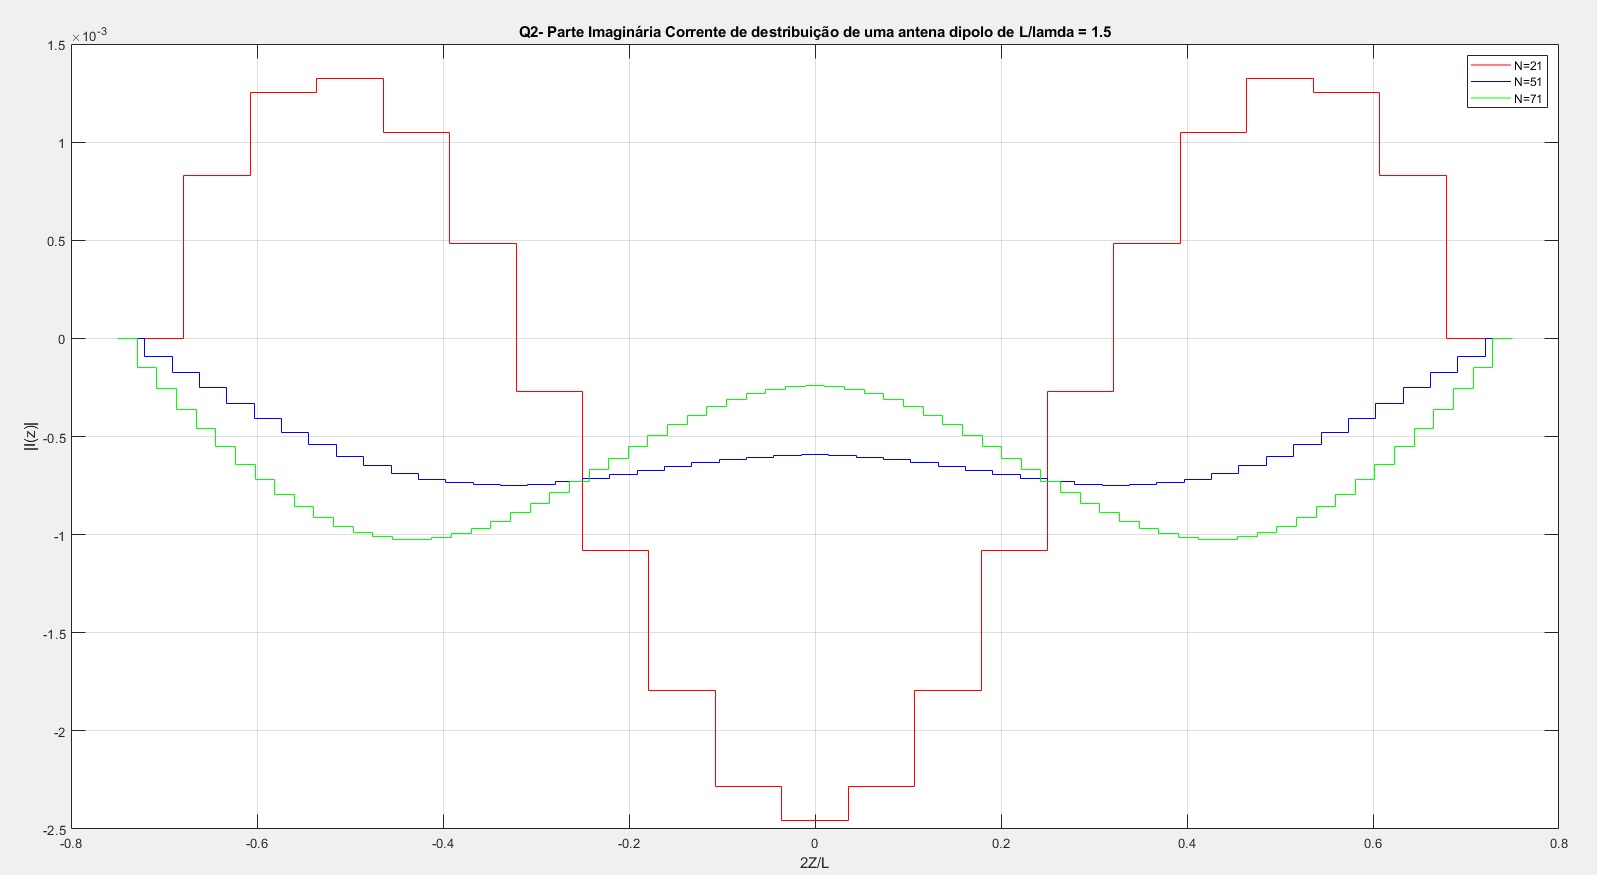 Q2- Parte Imaginária Corrente de destribuição de uma antena dipolo de L/lamda = 1.5
×10-3
1.5
1
0.5
0
-0.5
-1
-1.5
-2
-2.5
|I(z)|
N=21
N=51
N=71
-0.8 -0.6 -0.4 -0.2 0 0.2 0.4 0.6 0.8
2Z/L